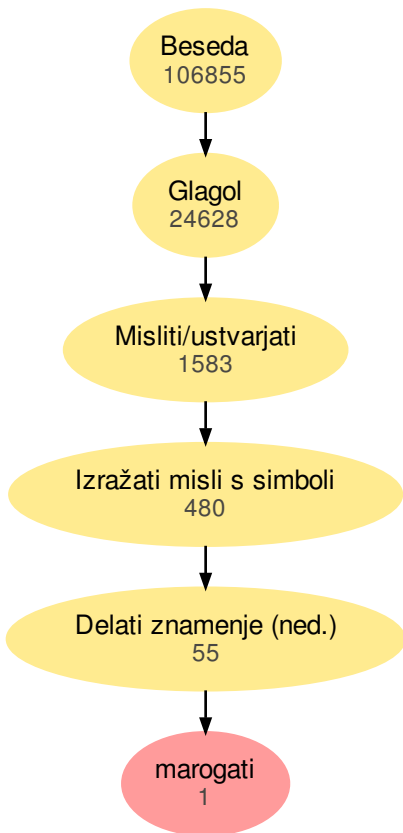 Beseda
106855
Glagol
24628
Misliti/ustvarjati
1583
Izražati misli s simboli
480
Delati znamenje (ned.)
55
marogati
1